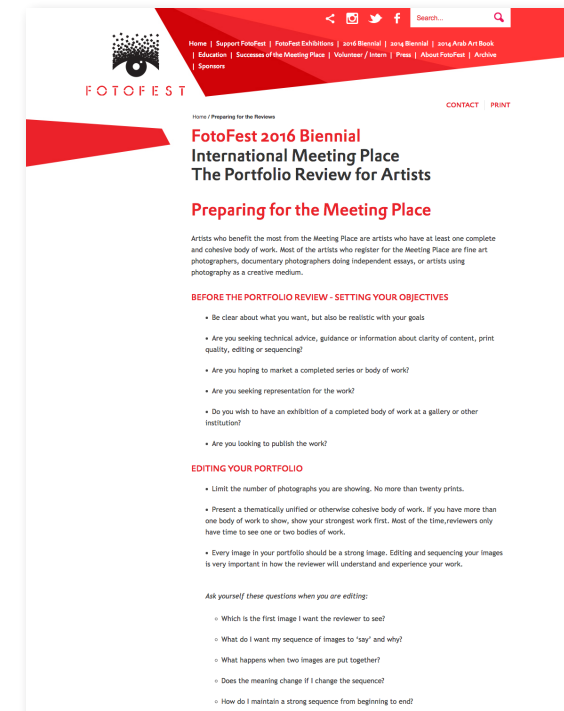 Search...
Home | Support FotoFest | FotoFest Exhibitions | 2016 Biennial | 2014 Biennial | 2014 Arab Art Book
| Education | Successes of the Meeting Place | Volunteer / Intern | Press | About FotoFest | Archive
| Sponsors
FOTOFEST
CONTACT | PRINT
Home / Preparing for the Reviews
FotoFest 2016 Biennial
International Meeting Place
The Portfolio Review for Artists
Preparing for the Meeting Place
Artists who benefit the most from the Meeting Place are artists who have at least one complete
and cohesive body of work. Most of the artists who register for the Meeting Place are fine art
photographers, documentary photographers doing independent essays, or artists using
photography as a creative medium.
BEFORE THE PORTFOLIO REVIEW - SETTING YOUR OBJECTIVES
• Be clear about what you want, but also be realistic with your goals
• Are you seeking technical advice, guidance or information about clarity of content, print
quality, editing or sequencing?
• Are you hoping to market a completed series or body of work?
• Are you seeking representation for the work?
• Do you wish to have an exhibition of a completed body of work at a gallery or other
institution?
• Are you looking to publish the work?
EDITING YOUR PORTFOLIO
• Limit the number of photographs you are showing. No more than twenty prints.
• Present a thematically unified or otherwise cohesive body of work. If you have more than
one body of work to show, show your strongest work first. Most of the time,reviewers only
have time to see one or two bodies of work.
• Every image in your portfolio should be a strong image. Editing and sequencing your images
is very important in how the reviewer will understand and experience your work.
Ask yourself these questions when you are editing:
◦ Which is the first image I want the reviewer to see?
◦ What do I want my sequence of images to ‘say’ and why?
◦ What happens when two images are put together?
◦ Does the meaning change if I change the sequence?
◦ How do I maintain a strong sequence from beginning to end?